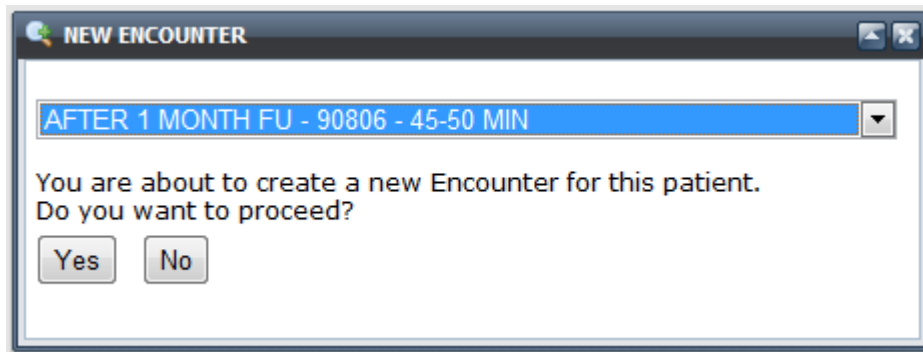 NEW ENCOUNTER
AFTER 1 MONTH FU - 90806 - 45-50 MIN
You are about to create a new Encounter for this patient.
Do you want to proceed?
Yes No